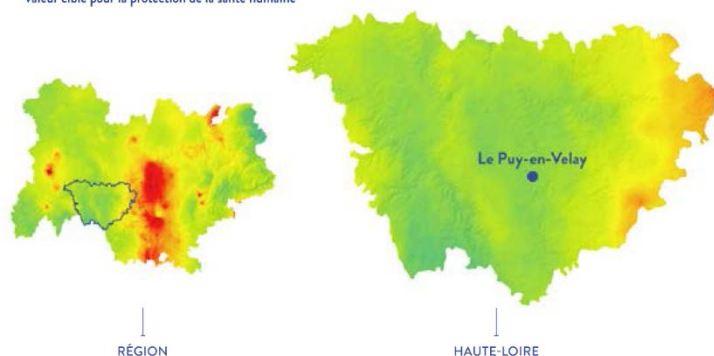 valeur cible pour la protection de la santé humaine
Le Puy-en-Velay
RÉGION
HAUTE-LOIRE